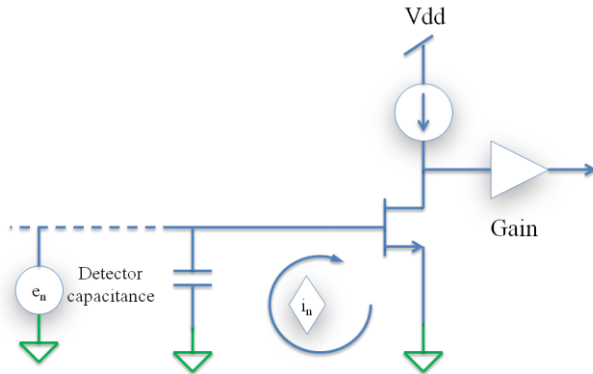 Vdd
Gain
Detector
capacitance
eₙ
iₙ